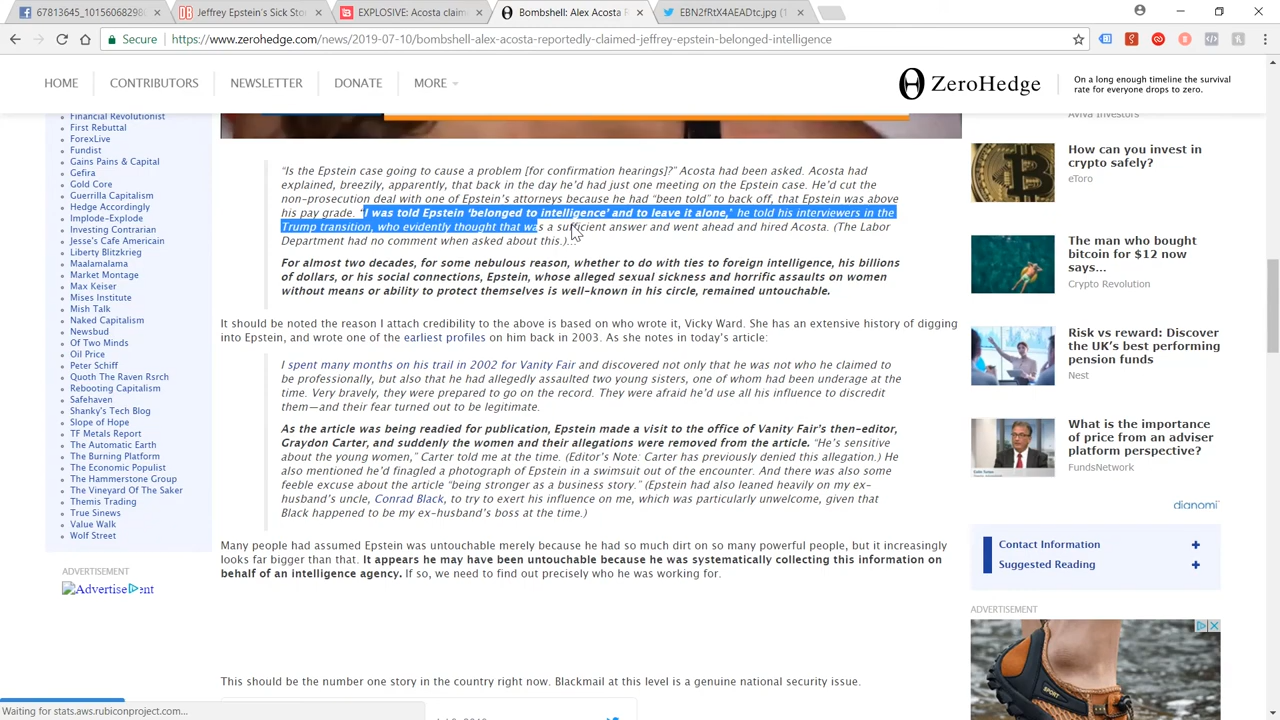 67813645_10156068298
Jeffrey Epstein's Sick Stor
EXPLOSIVE: Acosta claim
Bombshell: Alex Acosta R
EBN2fRtX4AEADtc.jpg (1
Secure
https://www.zerohedge.com/news/2019-07-10/bombshell-alex-acosta-reportedly-claimed-jeffrey-epstein-belonged-intelligence
HOME
CONTRIBUTORS
NEWSLETTER
DONATE
MORE
ZeroHedge
On a long enough timeline the survival
rate for everyone drops to zero.
Financial Revolutionist
First Rebuttal
ForexLive
Fundist
Gains Pains & Capital
Gefira
Gold Core
Guerrilla Capitalism
Hedge Accordingly
Implode-Explode
Investing Contrarian
Jesse's Cafe Americain
Liberty Blitzkrieg
Maalamalama
Market Montage
Max Keiser
Mises Institute
Mish Talk
Naked Capitalism
Newsbud
Of Two Minds
Oil Price
Peter Schiff
Quoth The Raven Rsrch
Rebooting Capitalism
Safehaven
Shanky's Tech Blog
Slope of Hope
TF Metals Report
The Automatic Earth
The Burning Platform
The Economic Populist
The Hammerstone Group
The Vineyard Of The Saker
Themis Trading
True Sinews
Value Walk
Wolf Street
ADVERTISEMENT
Advertisement
“Is the Epstein case going to cause a problem [for confirmation hearings]?” Acosta had been asked. Acosta had
explained, breezily, apparently, that back in the day he’d had just one meeting on the Epstein case. He’d cut the
non-prosecution deal with one of Epstein’s attorneys because he had “been told” to back off, that Epstein was above
his pay grade. “I was told Epstein ‘belonged to intelligence’ and to leave it alone,” he told his interviewers in the
Trump transition, who evidently thought that was a sufficient answer and went ahead and hired Acosta. (The Labor
Department had no comment when asked about this.)..
For almost two decades, for some nebulous reason, whether to do with ties to foreign intelligence, his billions
of dollars, or his social connections, Epstein, whose alleged sexual sickness and horrific assaults on women
without means or ability to protect themselves is well-known in his circle, remained untouchable.
It should be noted the reason I attach credibility to the above is based on who wrote it, Vicky Ward. She has an extensive history of digging
into Epstein, and wrote one of the earliest profiles on him back in 2003. As she notes in today’s article:
I spent many months on his trail in 2002 for Vanity Fair and discovered not only that he was not who he claimed to
be professionally, but also that he had allegedly assaulted two young sisters, one of whom had been underage at the
time. Very bravely, they were prepared to go on the record. They were afraid he’d use all his influence to discredit
them—and their fear turned out to be legitimate.
As the article was being readied for publication, Epstein made a visit to the office of Vanity Fair’s then-editor,
Graydon Carter, and suddenly the women and their allegations were removed from the article. “He’s sensitive
about the young women,” Carter told me at the time. (Editor’s Note: Carter has previously denied this allegation.) He
also mentioned he’d finagled a photograph of Epstein in a swimsuit out of the encounter. And there was also some
feeble excuse about the article “being stronger as a business story.” (Epstein had also leaned heavily on my ex-
husband’s uncle, Conrad Black, to try to exert his influence on me, which was particularly unwelcome, given that
Black happened to be my ex-husband’s boss at the time.)
Many people had assumed Epstein was untouchable merely because he had so much dirt on so many powerful people, but it increasingly
looks far bigger than that. It appears he may have been untouchable because he was systematically collecting this information on
behalf of an intelligence agency. If so, we need to find out precisely who he was working for.
This should be the number one story in the country right now. Blackmail at this level is a genuine national security issue.
Aviva Investors
How can you invest in
crypto safely?
eToro
The man who bought
bitcoin for $12 now
says...
Crypto Revolution
Risk vs reward: Discover
the UK’s best performing
pension funds
Nest
What is the importance
of price from an adviser
platform perspective?
FundsNetwork
dianomi
Contact Information
Suggested Reading
ADVERTISEMENT
SPORT
Waiting for stats.aws.rubiconproject.com...